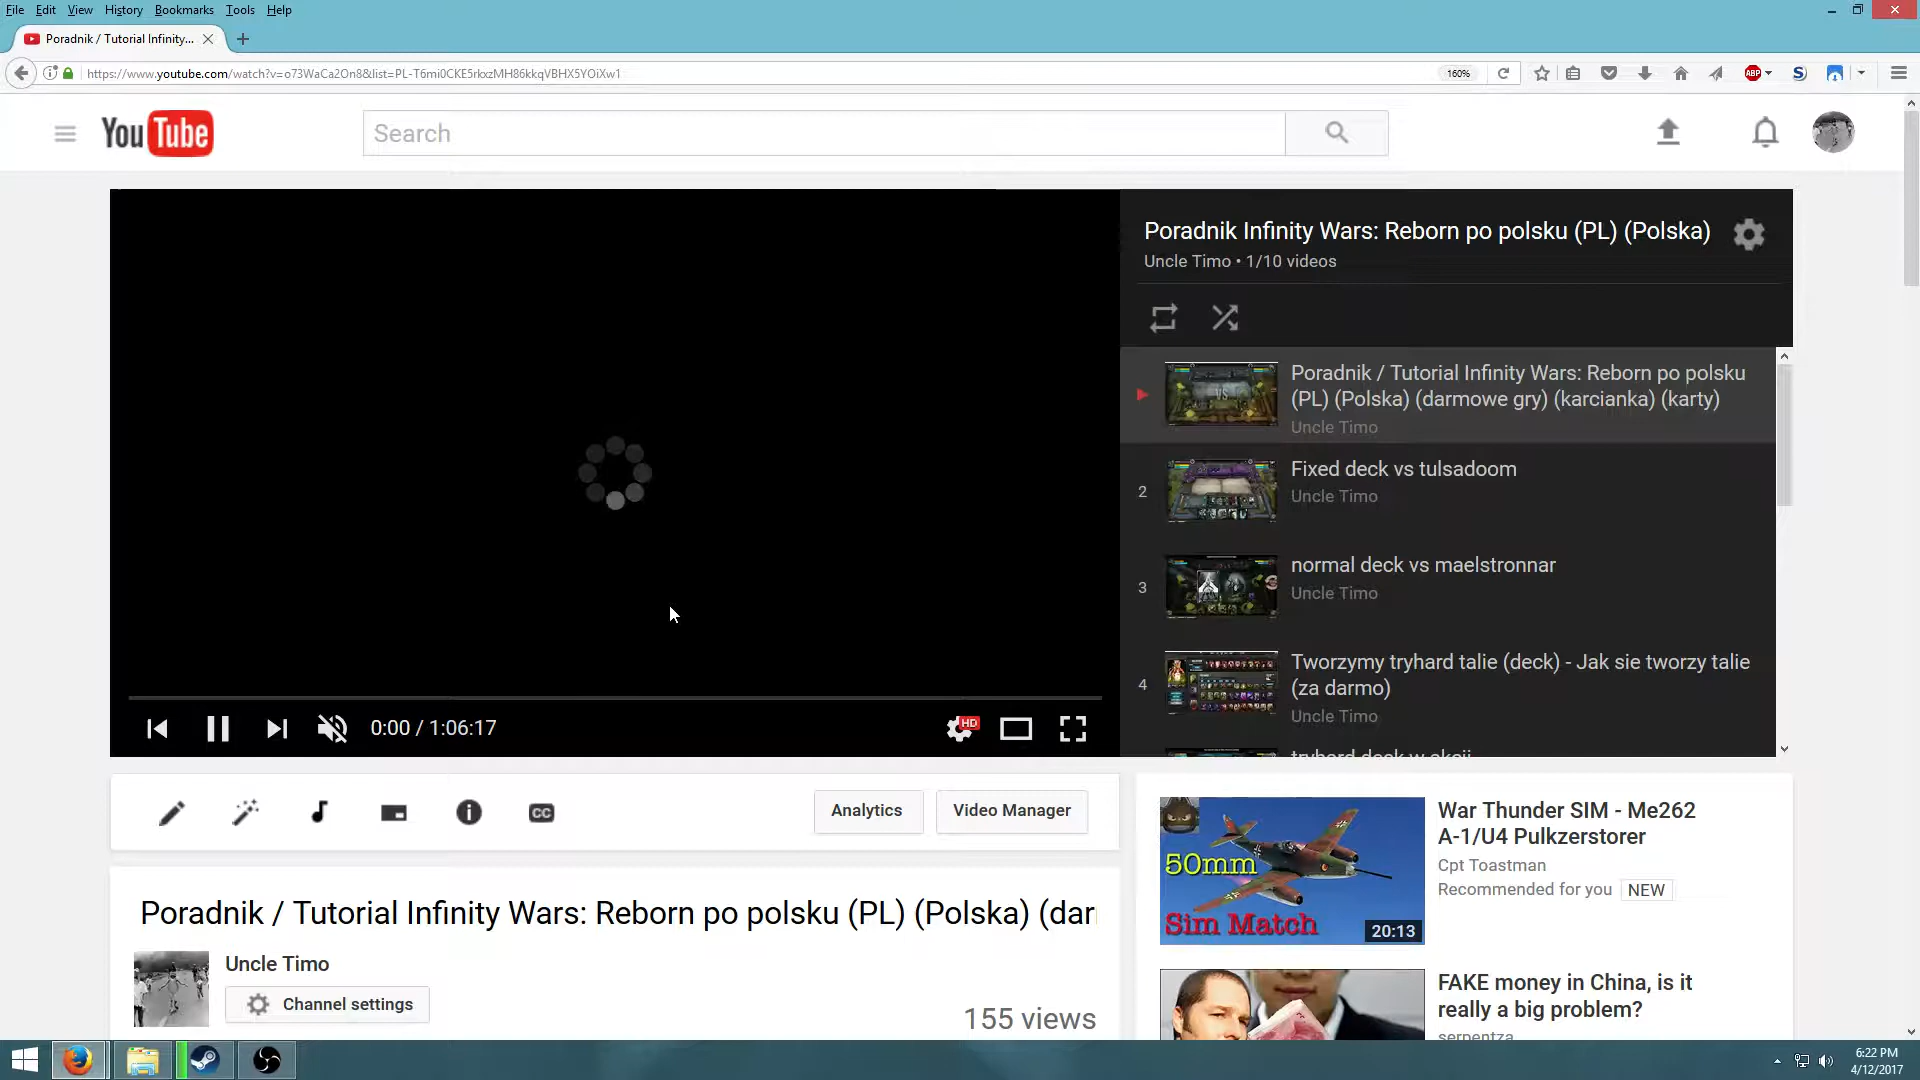 File Edit View History Bookmarks Tools Help
Poradnik / Tutorial Infinity...
https://www.youtube.com/watch?v=o73WaCa2On8&list=PL-T6mi0CKE5rkxzMH86kkqVBHX5YOiXw1
160%
ABP
YouTube
Search
Poradnik Infinity Wars: Reborn po polsku (PL) (Polska)
Uncle Timo • 1/10 videos
Poradnik / Tutorial Infinity Wars: Reborn po polsku
(PL) (Polska) (darmowe gry) (karcianka) (karty)
Uncle Timo
2
Fixed deck vs tulsadoom
Uncle Timo
3
normal deck vs maelstronnar
Uncle Timo
4
Tworzymy tryhard talie (deck) - Jak sie tworzy talie
(za darmo)
Uncle Timo
tryhard deck w akcji
0:00 / 1:06:17
HD
CC
Analytics
Video Manager
Poradnik / Tutorial Infinity Wars: Reborn po polsku (PL) (Polska) (dar
Uncle Timo
Channel settings
155 views
50mm
Sim Match
20:13
War Thunder SIM - Me262
A-1/U4 Pulkzerstorer
Cpt Toastman
Recommended for you NEW
FAKE money in China, is it
really a big problem?
serpentza
6:22 PM
4/12/2017